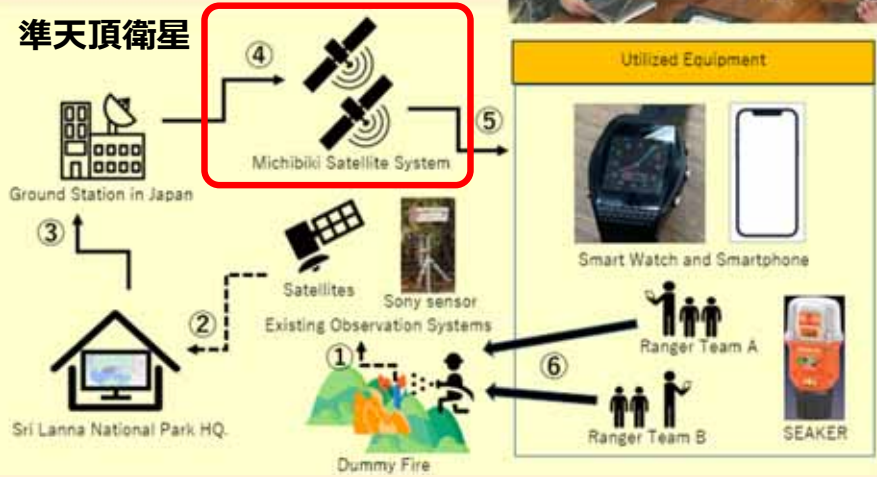 準天頂衛星
④
Michibiki Satellite System
⑤
Ground Station in Japan
③
②
Satellites
Sony sensor
Existing Observation Systems
①
Sri Lanna National Park HQ.
Dummy Fire
Utilized Equipment
Smart Watch and Smartphone
Ranger Team A
⑥
Ranger Team B
SEAKER